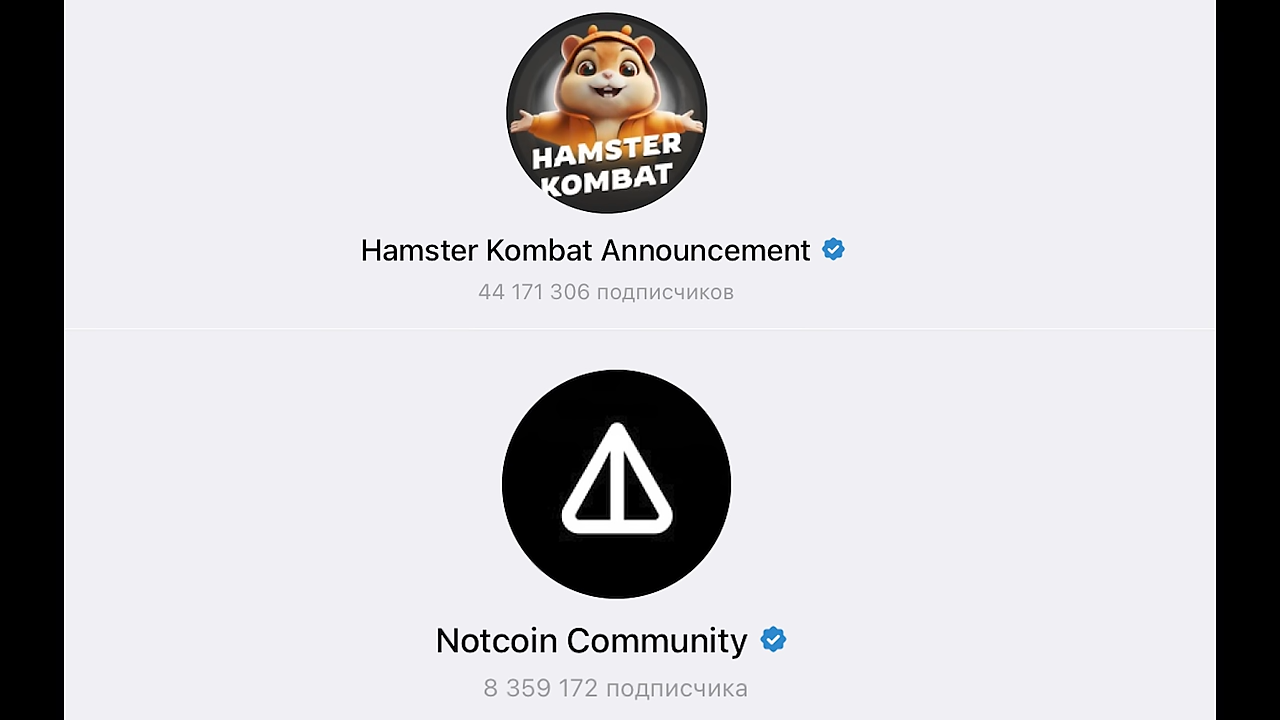 HAMSTER
KOMBAT
Hamster Kombat Announcement
44 171 306 подписчиков
Notcoin Community
8 359 172 подписчика